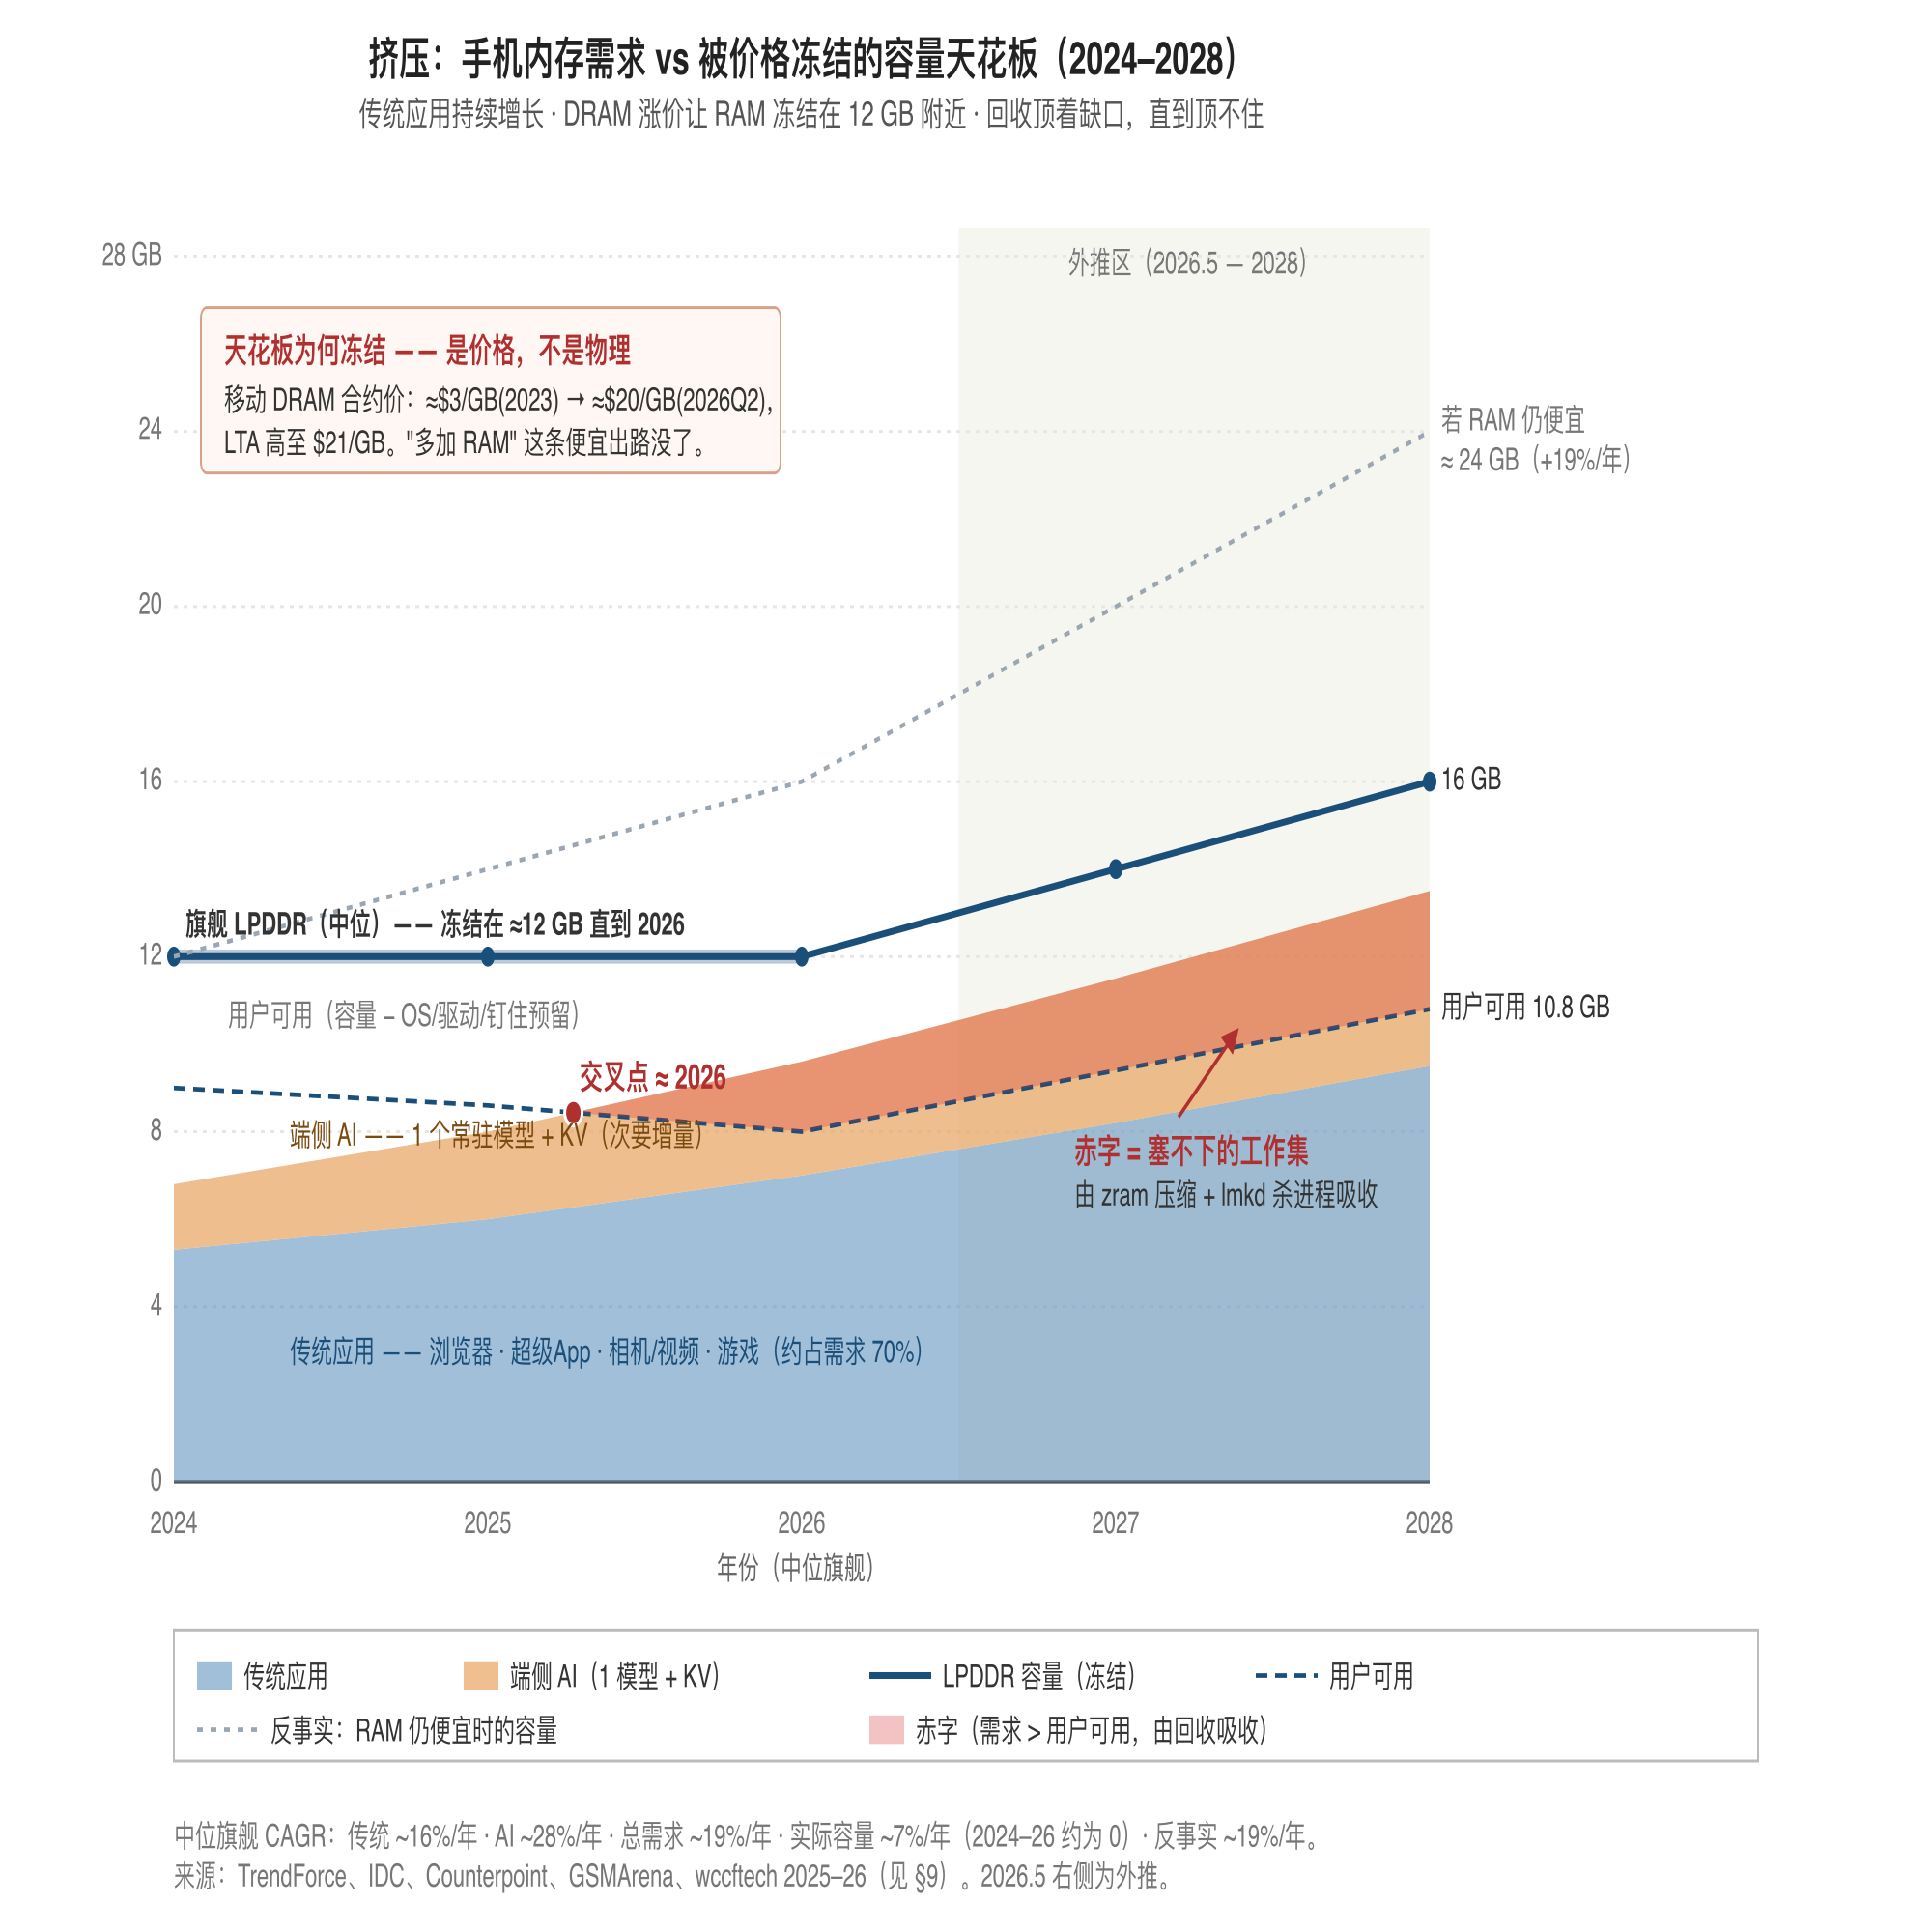 挤压：手机内存需求 vs 被价格冻结的容量天花板（2024–2028）
传统应用持续增长 · DRAM 涨价让 RAM 冻结在 12 GB 附近 · 回收顶着缺口，直到顶不住
28 GB
外推区（2026.5 — 2028）
天花板为何冻结 —— 是价格，不是物理
移动 DRAM 合约价：≈$3/GB(2023) → ≈$20/GB(2026Q2)，
LTA 高至 $21/GB。"多加 RAM" 这条便宜出路没了。
24
若 RAM 仍便宜
≈ 24 GB（+19%/年）
20
16
16 GB
旗舰 LPDDR（中位）—— 冻结在 ≈12 GB 直到 2026
12
用户可用（容量 – OS/驱动/钉住预留）
用户可用 10.8 GB
交叉点 ≈ 2026
8
端侧 AI —— 1 个常驻模型 + KV（次要增量）
赤字 = 塞不下的工作集
由 zram 压缩 + lmkd 杀进程吸收
4
传统应用 —— 浏览器 · 超级App · 相机/视频 · 游戏（约占需求 70%）
0
2024 2025 2026 2027 2028
年份（中位旗舰）
传统应用 端侧 AI（1 模型 + KV） LPDDR 容量（冻结） 用户可用
反事实：RAM 仍便宜时的容量 赤字（需求 > 用户可用，由回收吸收）
中位旗舰 CAGR：传统 ~16%/年 · AI ~28%/年 · 总需求 ~19%/年 · 实际容量 ~7%/年（2024–26 约为 0）· 反事实 ~19%/年。
来源：TrendForce、IDC、Counterpoint、GSMArena、wccftech 2025–26（见 §9）。2026.5 右侧为外推。